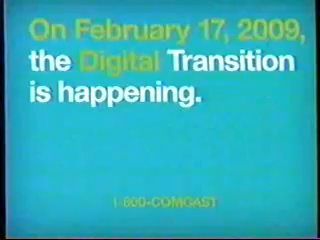 On February 17, 2009,
the Digital Transition
is happening.
1-800-COMCAST